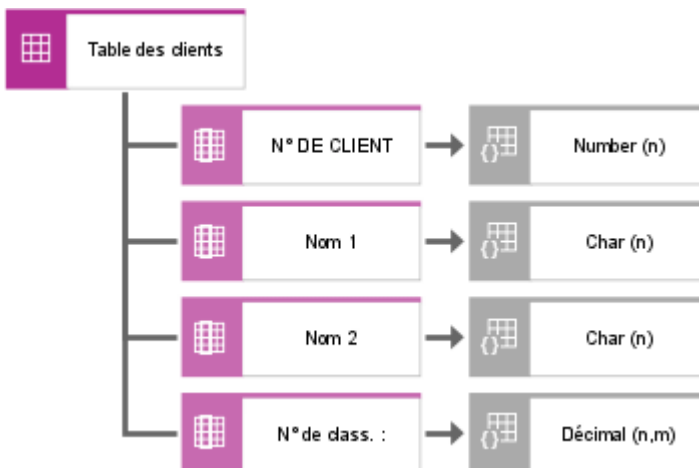 Table des clients
N° DE CLIENT
Number (n)
Nom 1
Char (n)
Nom 2
Char (n)
N° de class. :
Décimal (n,m)